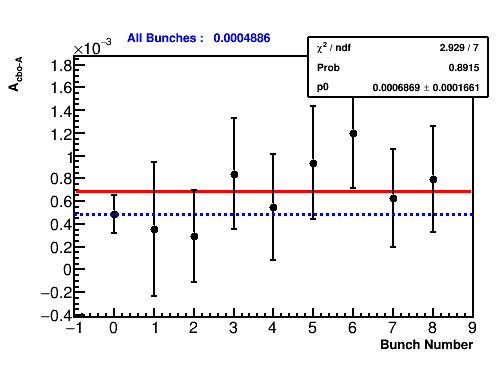 All Bunches : 0.0004886
×10⁻³
χ² / ndf 2.929 / 7
Prob 0.8915
p0 0.0006869 ± 0.0001661
A_cbo-A
1.8
1.6
1.4
1.2
1
0.8
0.6
0.4
0.2
0
−0.2
−0.4
−1 0 1 2 3 4 5 6 7 8 9
Bunch Number